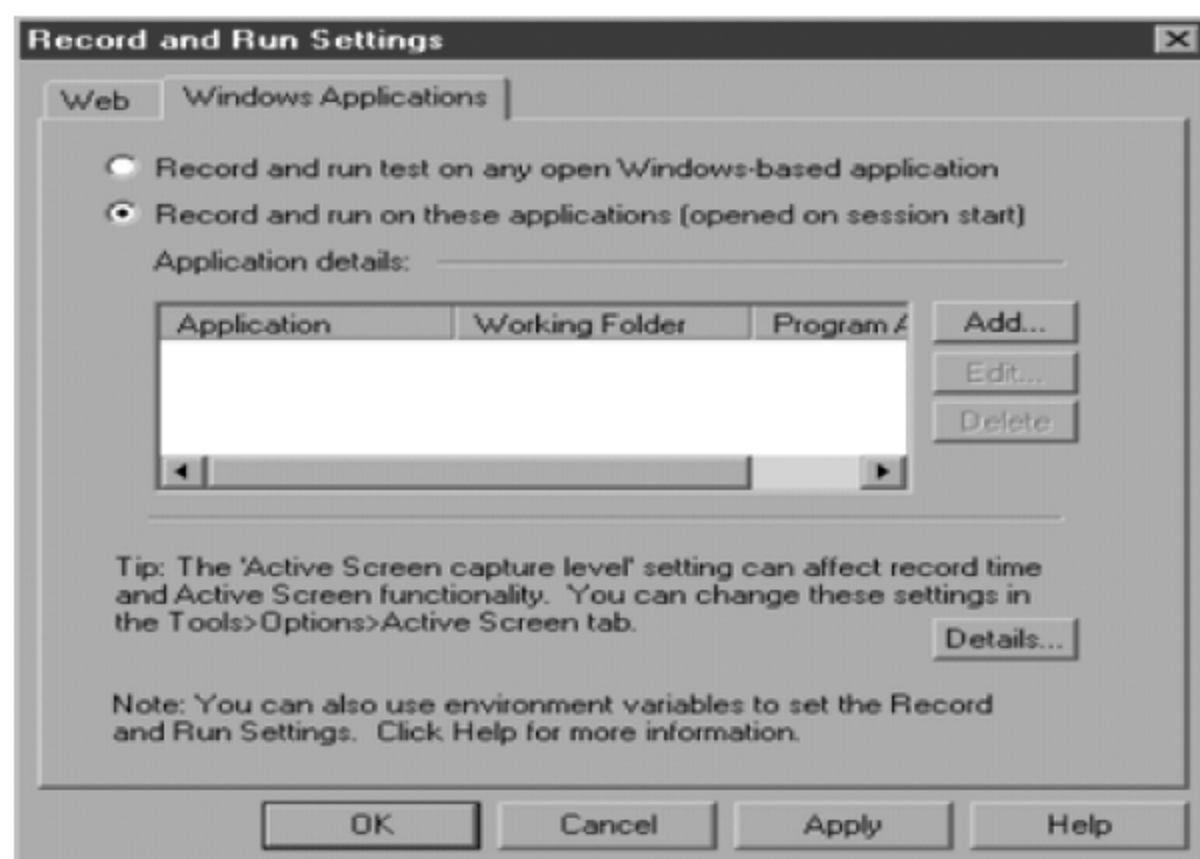 Record and Run Settings
Web Windows Applications
Record and run test on any open Windows-based application
Record and run on these applications (opened on session start)
Application details:
Application Working Folder Program A
Add...
Edit...
Delete
Tip: The 'Active Screen capture level' setting can affect record time
and Active Screen functionality. You can change these settings in
the Tools>Options>Active Screen tab.
Details...
Note: You can also use environment variables to set the Record
and Run Settings. Click Help for more information.
OK Cancel Apply Help